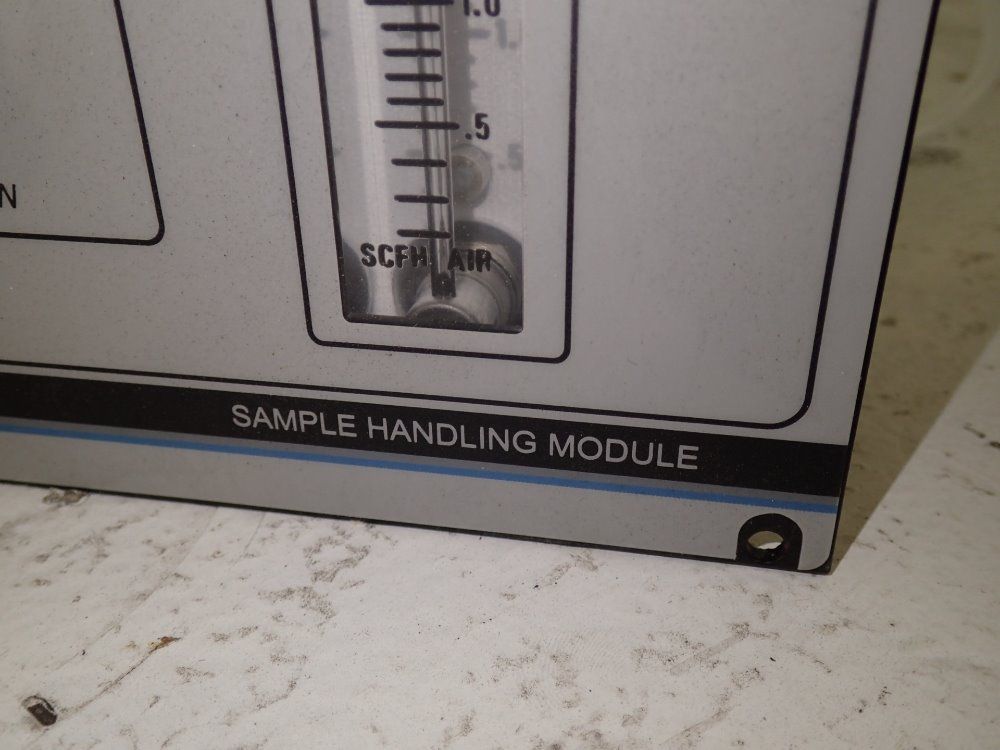 1.0
.5
N
SCFH AIR
SAMPLE HANDLING MODULE